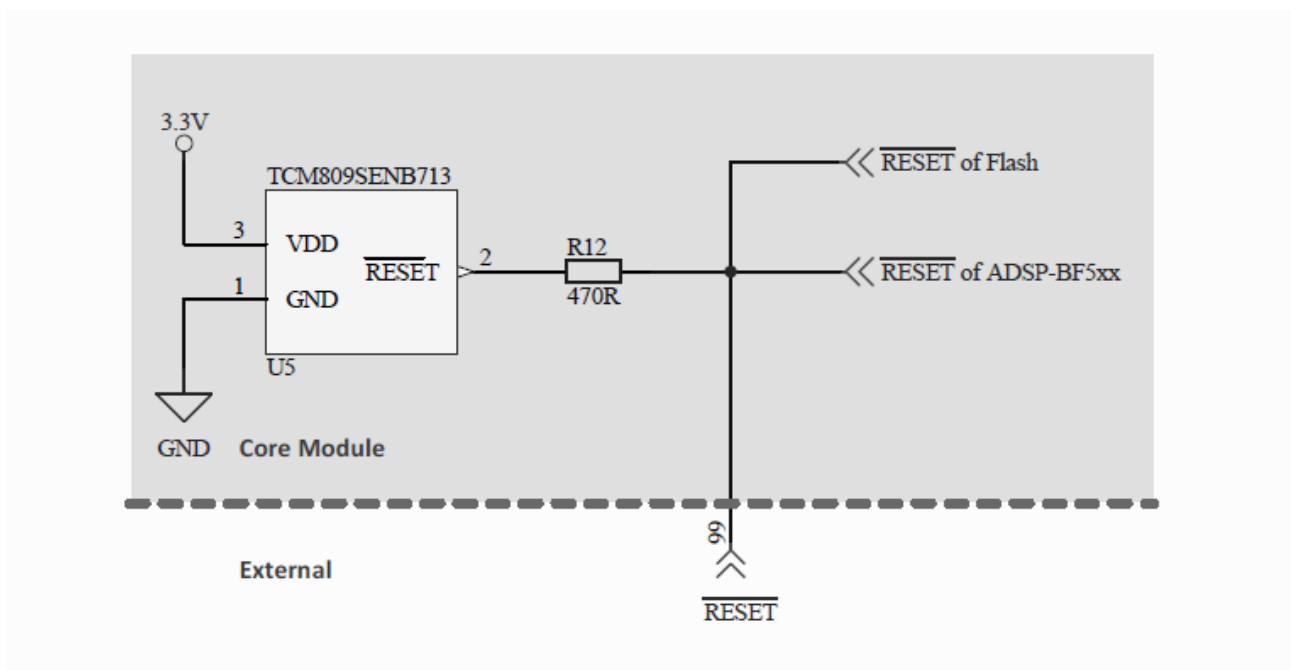 3.3V
TCM809SENB713
3
VDD
RESET
2
1
GND
U5
R12
470R
RESET of Flash
RESET of ADSP-BF5xx
GND
Core Module
99
External
RESET